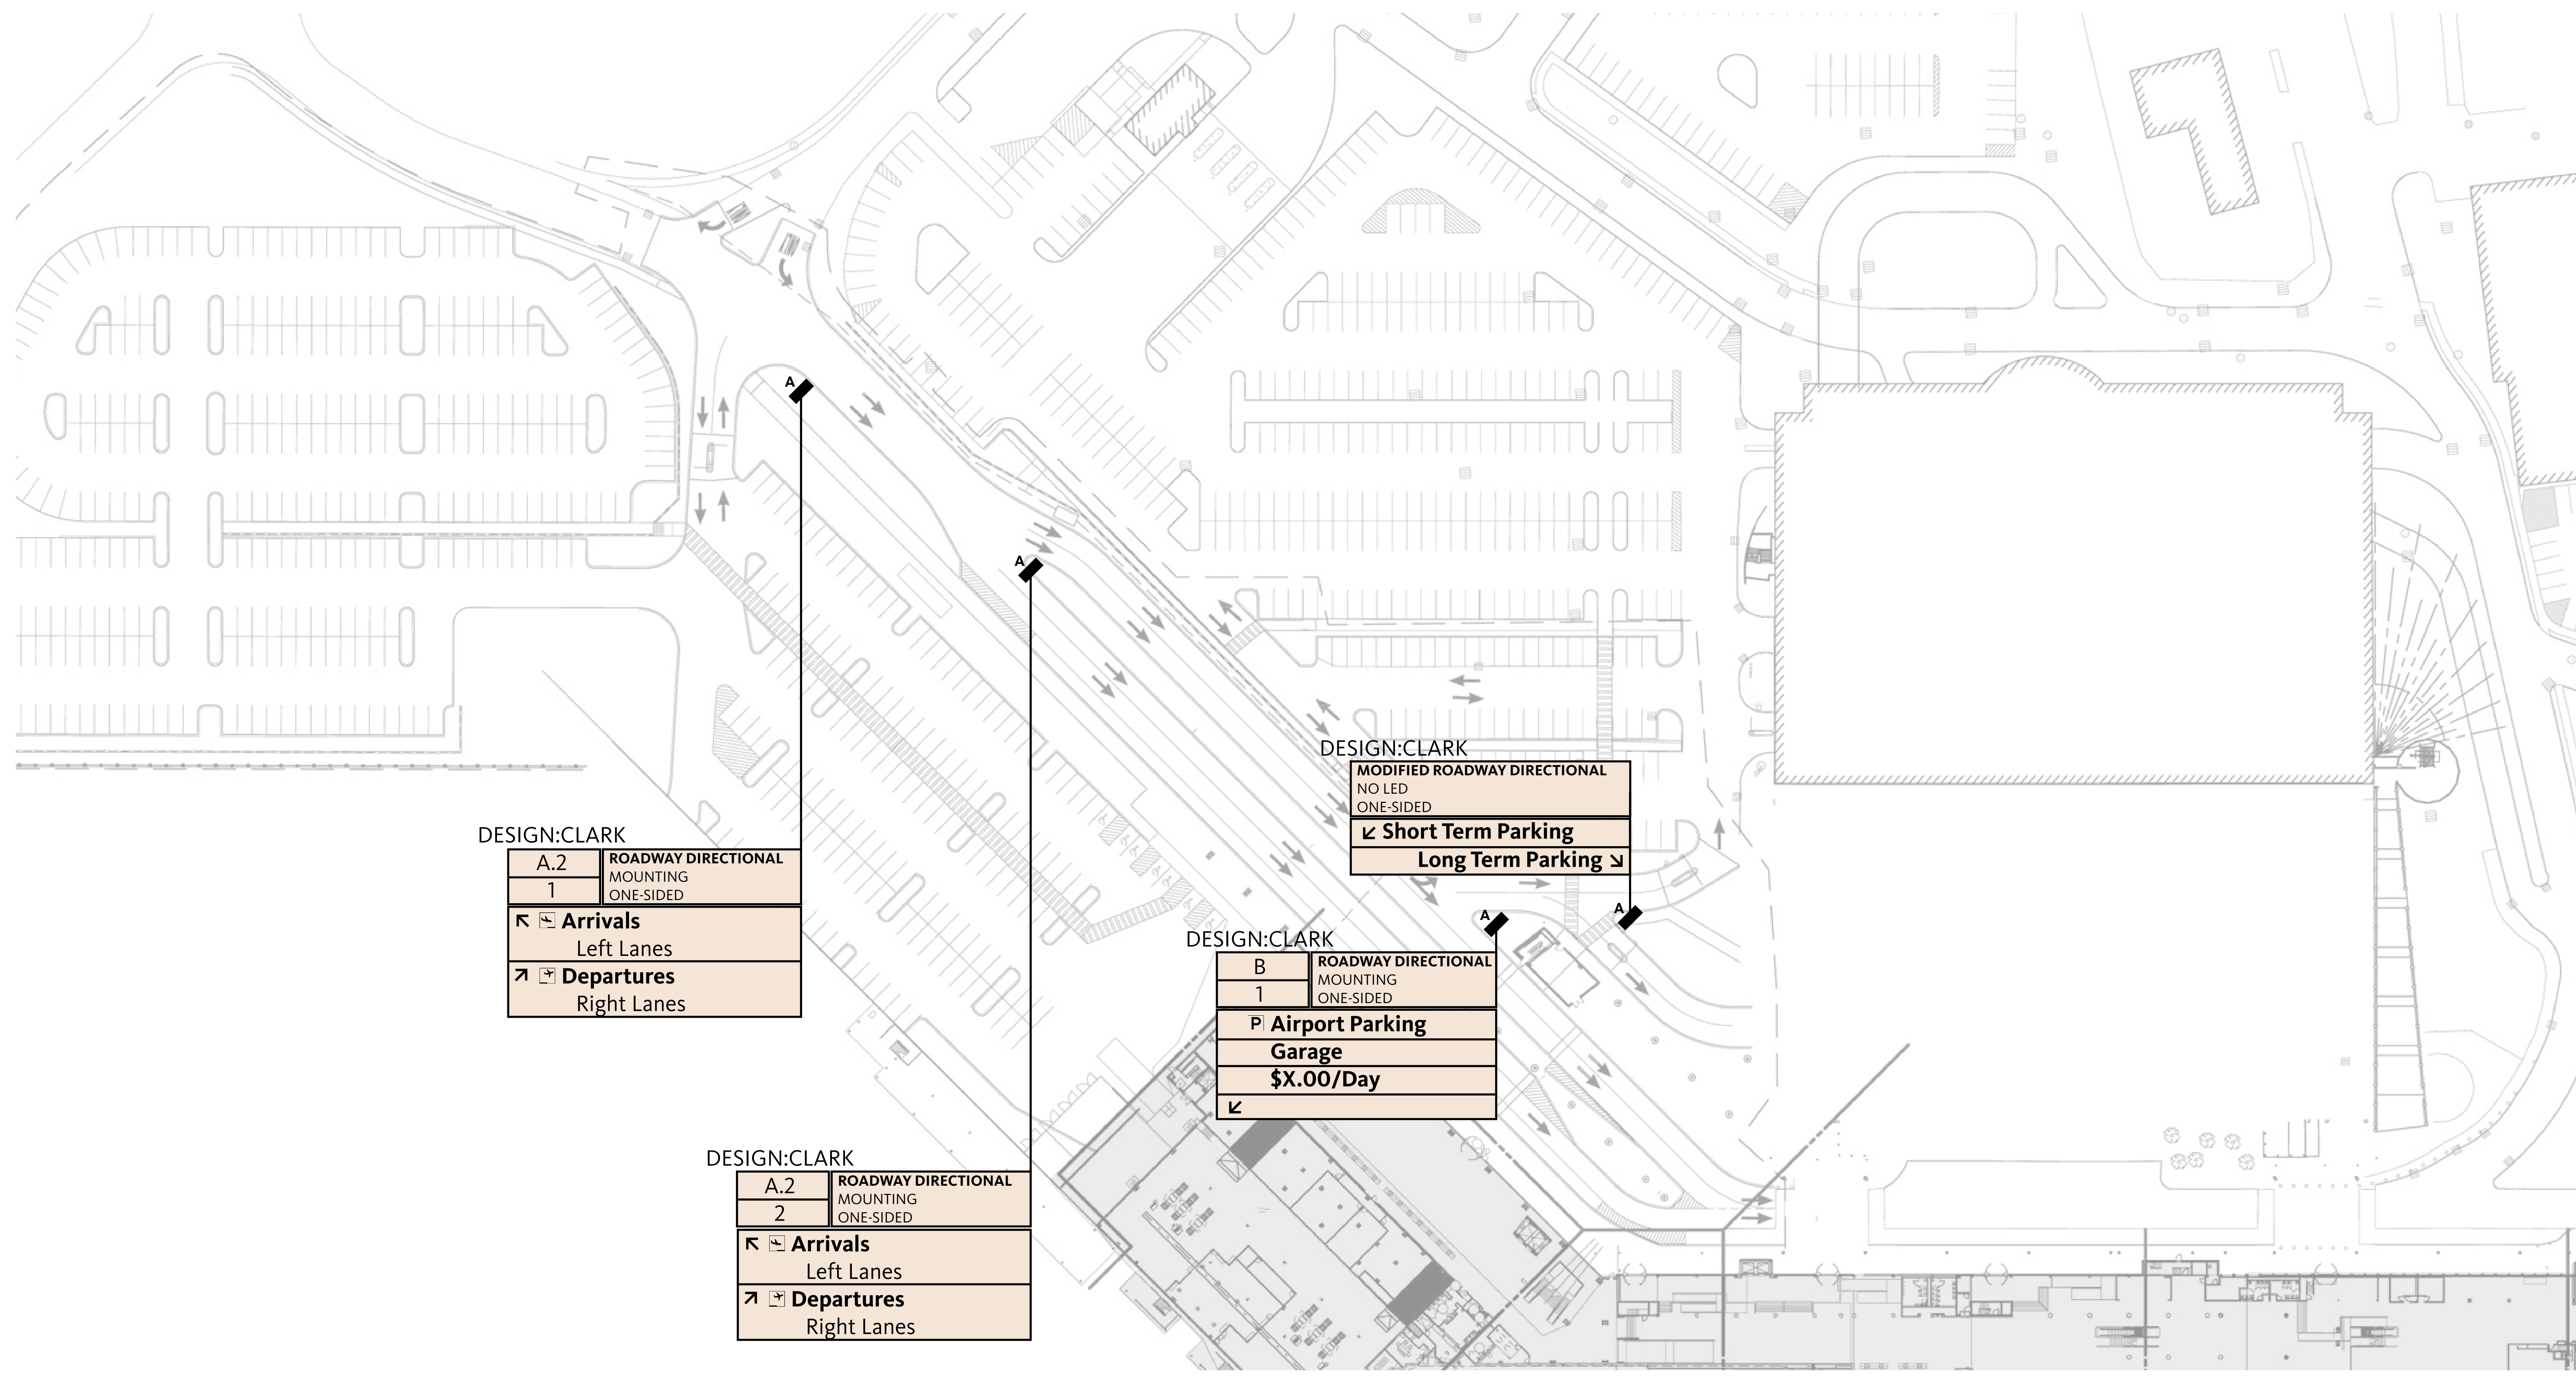 A
A
DESIGN:CLARK
MODIFIED ROADWAY DIRECTIONAL
NO LED
ONE-SIDED
↙ Short Term Parking
Long Term Parking ↘
A
A
DESIGN:CLARK
A.2
1
ROADWAY DIRECTIONAL
MOUNTING
ONE-SIDED
↖ Arrivals
Left Lanes
↗ Departures
Right Lanes
DESIGN:CLARK
B
1
ROADWAY DIRECTIONAL
MOUNTING
ONE-SIDED
P Airport Parking
Garage
$X.00/Day
↙
DESIGN:CLARK
A.2
2
ROADWAY DIRECTIONAL
MOUNTING
ONE-SIDED
↖ Arrivals
Left Lanes
↗ Departures
Right Lanes